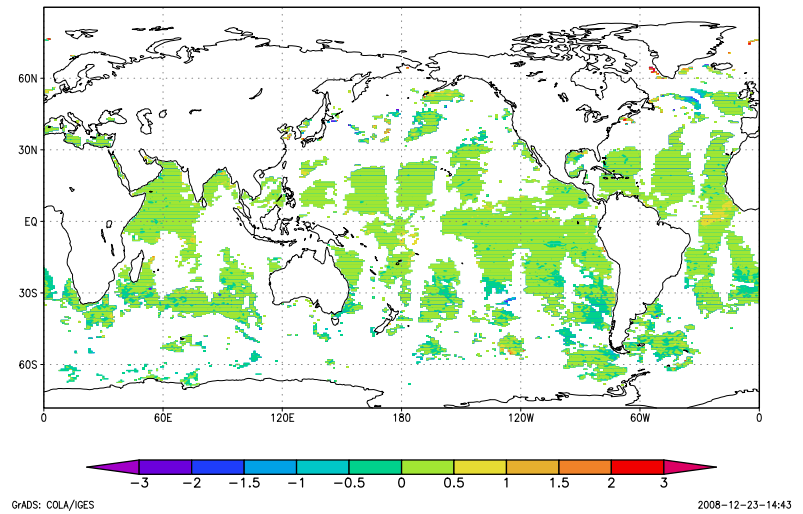 60N
30N
EQ
30S
60S
0 60E 120E 180 120W 60W 0
-3 -2 -1.5 -1 -0.5 0 0.5 1 1.5 2 3
GrADS: COLA/IGES 2008-12-23-14:43